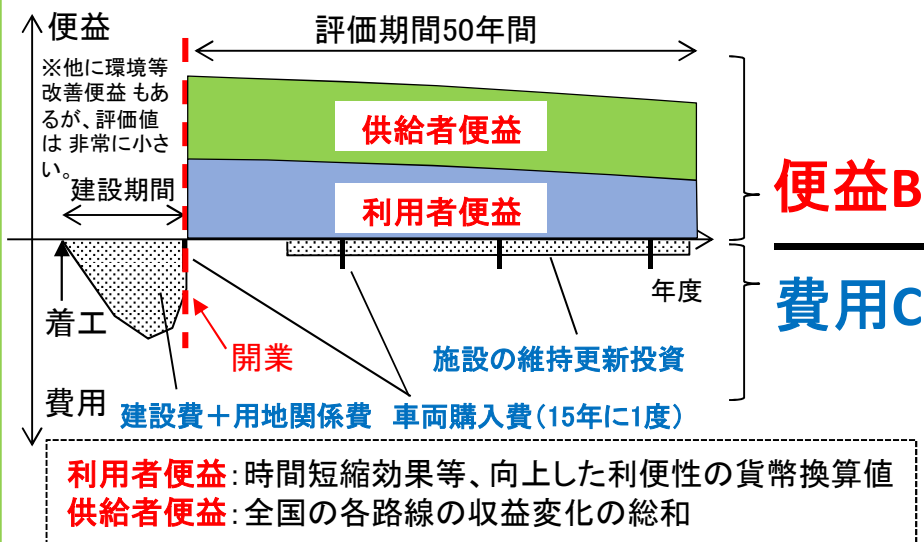 便益
評価期間50年間
※他に環境等
改善便益 もあ
るが、評価値
は 非常に小さ
い。
建設期間
供給者便益
利用者便益
便益B
費用C
年度
着工
開業
施設の維持更新投資
費用
建設費＋用地関係費
車両購入費(15年に1度)
利用者便益:時間短縮効果等、向上した利便性の貨幣換算値
供給者便益:全国の各路線の収益変化の総和